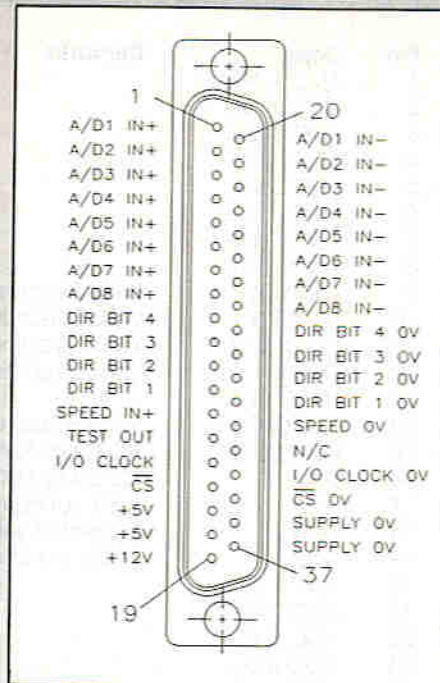 1
20
A/D1 IN+
A/D2 IN+
A/D3 IN+
A/D4 IN+
A/D5 IN+
A/D6 IN+
A/D7 IN+
A/D8 IN+
DIR BIT 4
DIR BIT 3
DIR BIT 2
DIR BIT 1
SPEED IN+
TEST OUT
I/O CLOCK
C̅S̅
+5V
+5V
+12V
19
A/D1 IN-
A/D2 IN-
A/D3 IN-
A/D4 IN-
A/D5 IN-
A/D6 IN-
A/D7 IN-
A/D8 IN-
DIR BIT 4 0V
DIR BIT 3 0V
DIR BIT 2 0V
DIR BIT 1 0V
SPEED 0V
N/C
I/O CLOCK 0V
C̅S̅ 0V
SUPPLY 0V
SUPPLY 0V
37